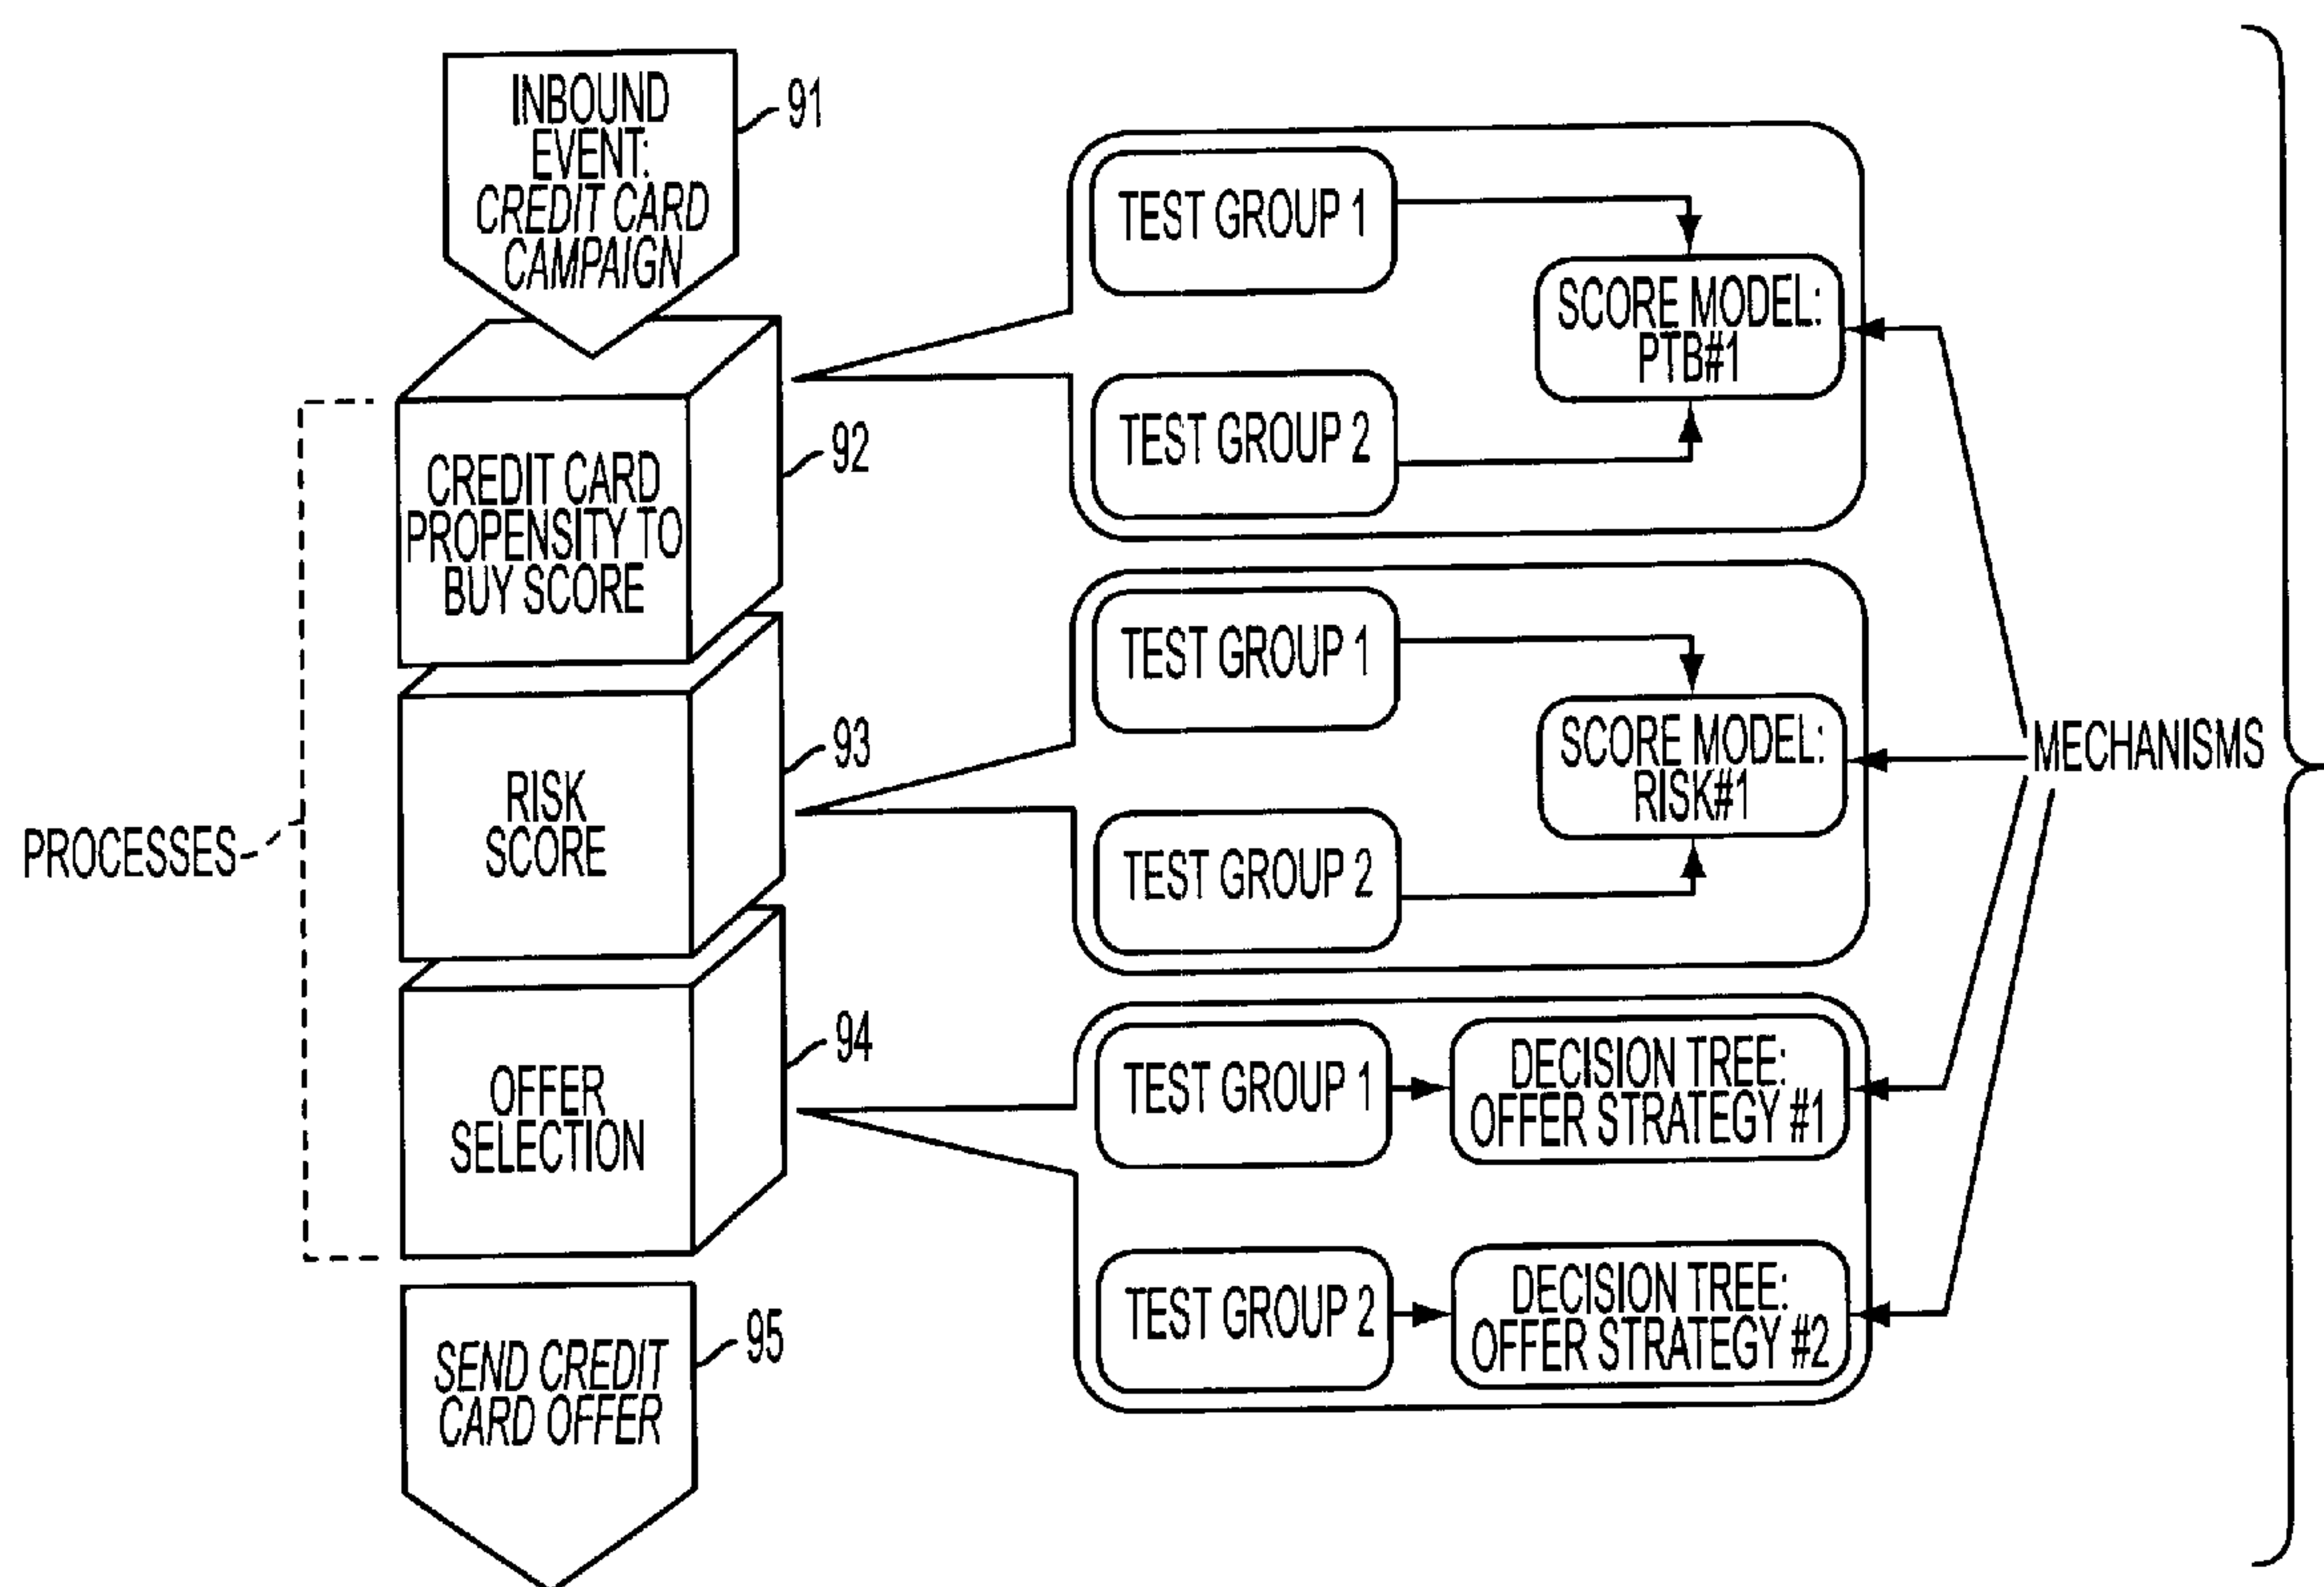 INBOUND
EVENT:
CREDIT CARD
CAMPAIGN
91
CREDIT CARD
PROPENSITY TO
BUY SCORE
92
RISK
SCORE
93
OFFER
SELECTION
94
SEND CREDIT
CARD OFFER
95
PROCESSES
TEST GROUP 1
SCORE MODEL:
PTB#1
TEST GROUP 2
TEST GROUP 1
SCORE MODEL:
RISK#1
TEST GROUP 2
TEST GROUP 1
DECISION TREE:
OFFER STRATEGY #1
TEST GROUP 2
DECISION TREE:
OFFER STRATEGY #2
MECHANISMS